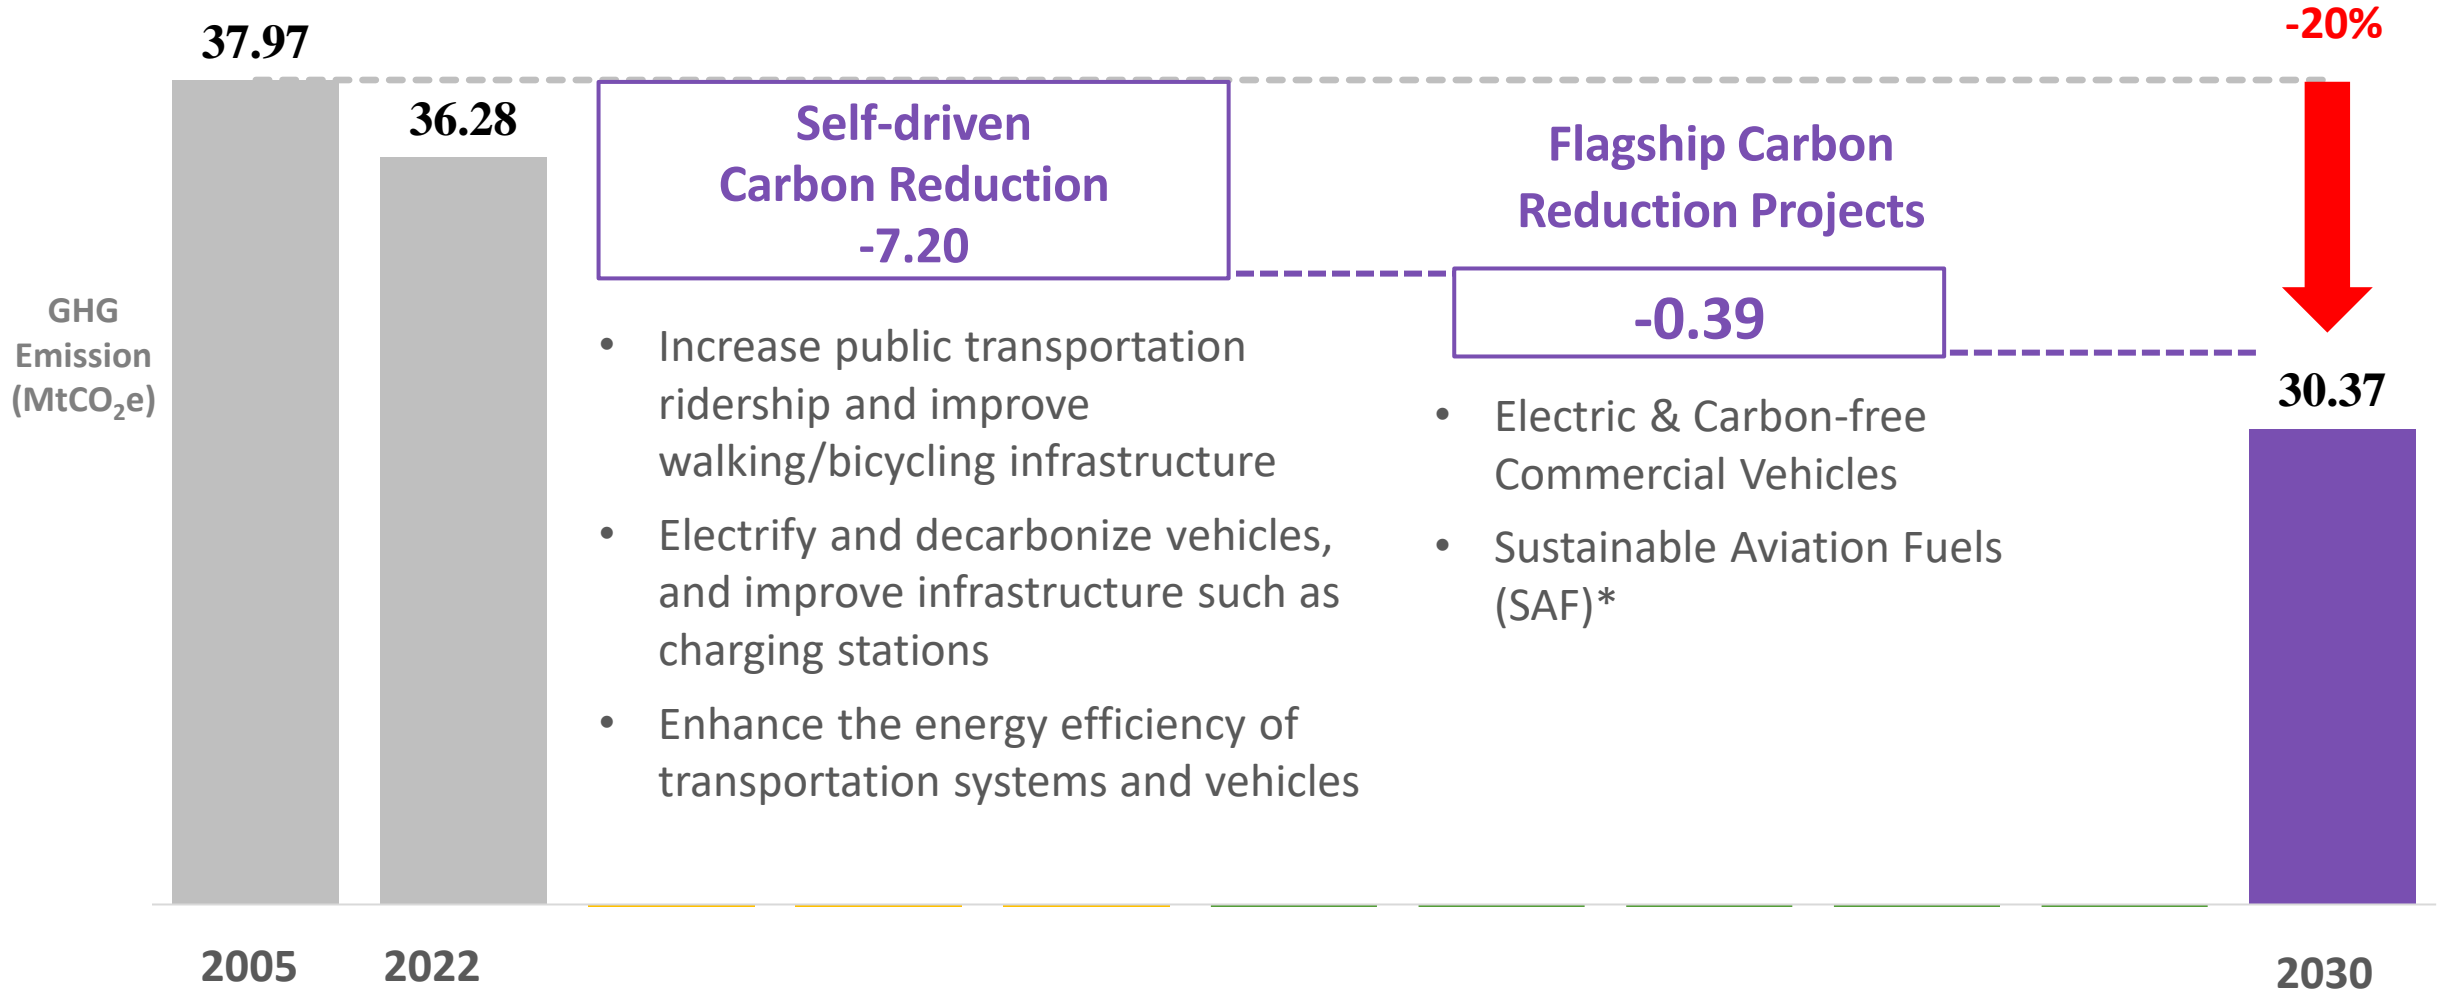 -20%
37.97
36.28
Self-driven
Carbon Reduction
-7.20
Flagship Carbon
Reduction Projects
-0.39
GHG
Emission
(MtCO₂e)
• Increase public transportation
ridership and improve
walking/bicycling infrastructure
• Electrify and decarbonize vehicles,
and improve infrastructure such as
charging stations
• Enhance the energy efficiency of
transportation systems and vehicles
• Electric & Carbon-free
Commercial Vehicles
• Sustainable Aviation Fuels
(SAF)*
30.37
2005
2022
2030